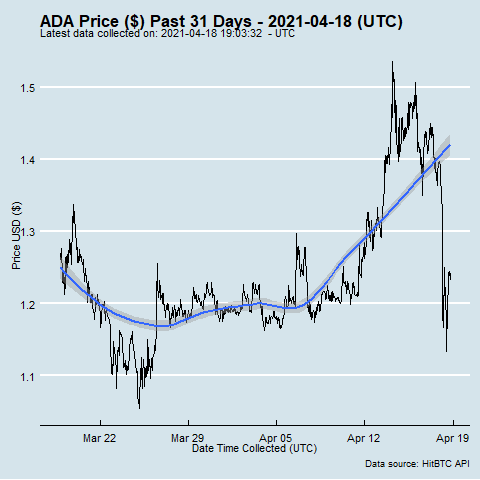 ADA Price ($) Past 31 Days - 2021-04-18 (UTC)
Latest data collected on: 2021-04-18 19:03:32 - UTC
Price USD ($)
1.5
1.4
1.3
1.2
1.1
Mar 22
Mar 29
Apr 05
Apr 12
Apr 19
Date Time Collected (UTC)
Data source: HitBTC API